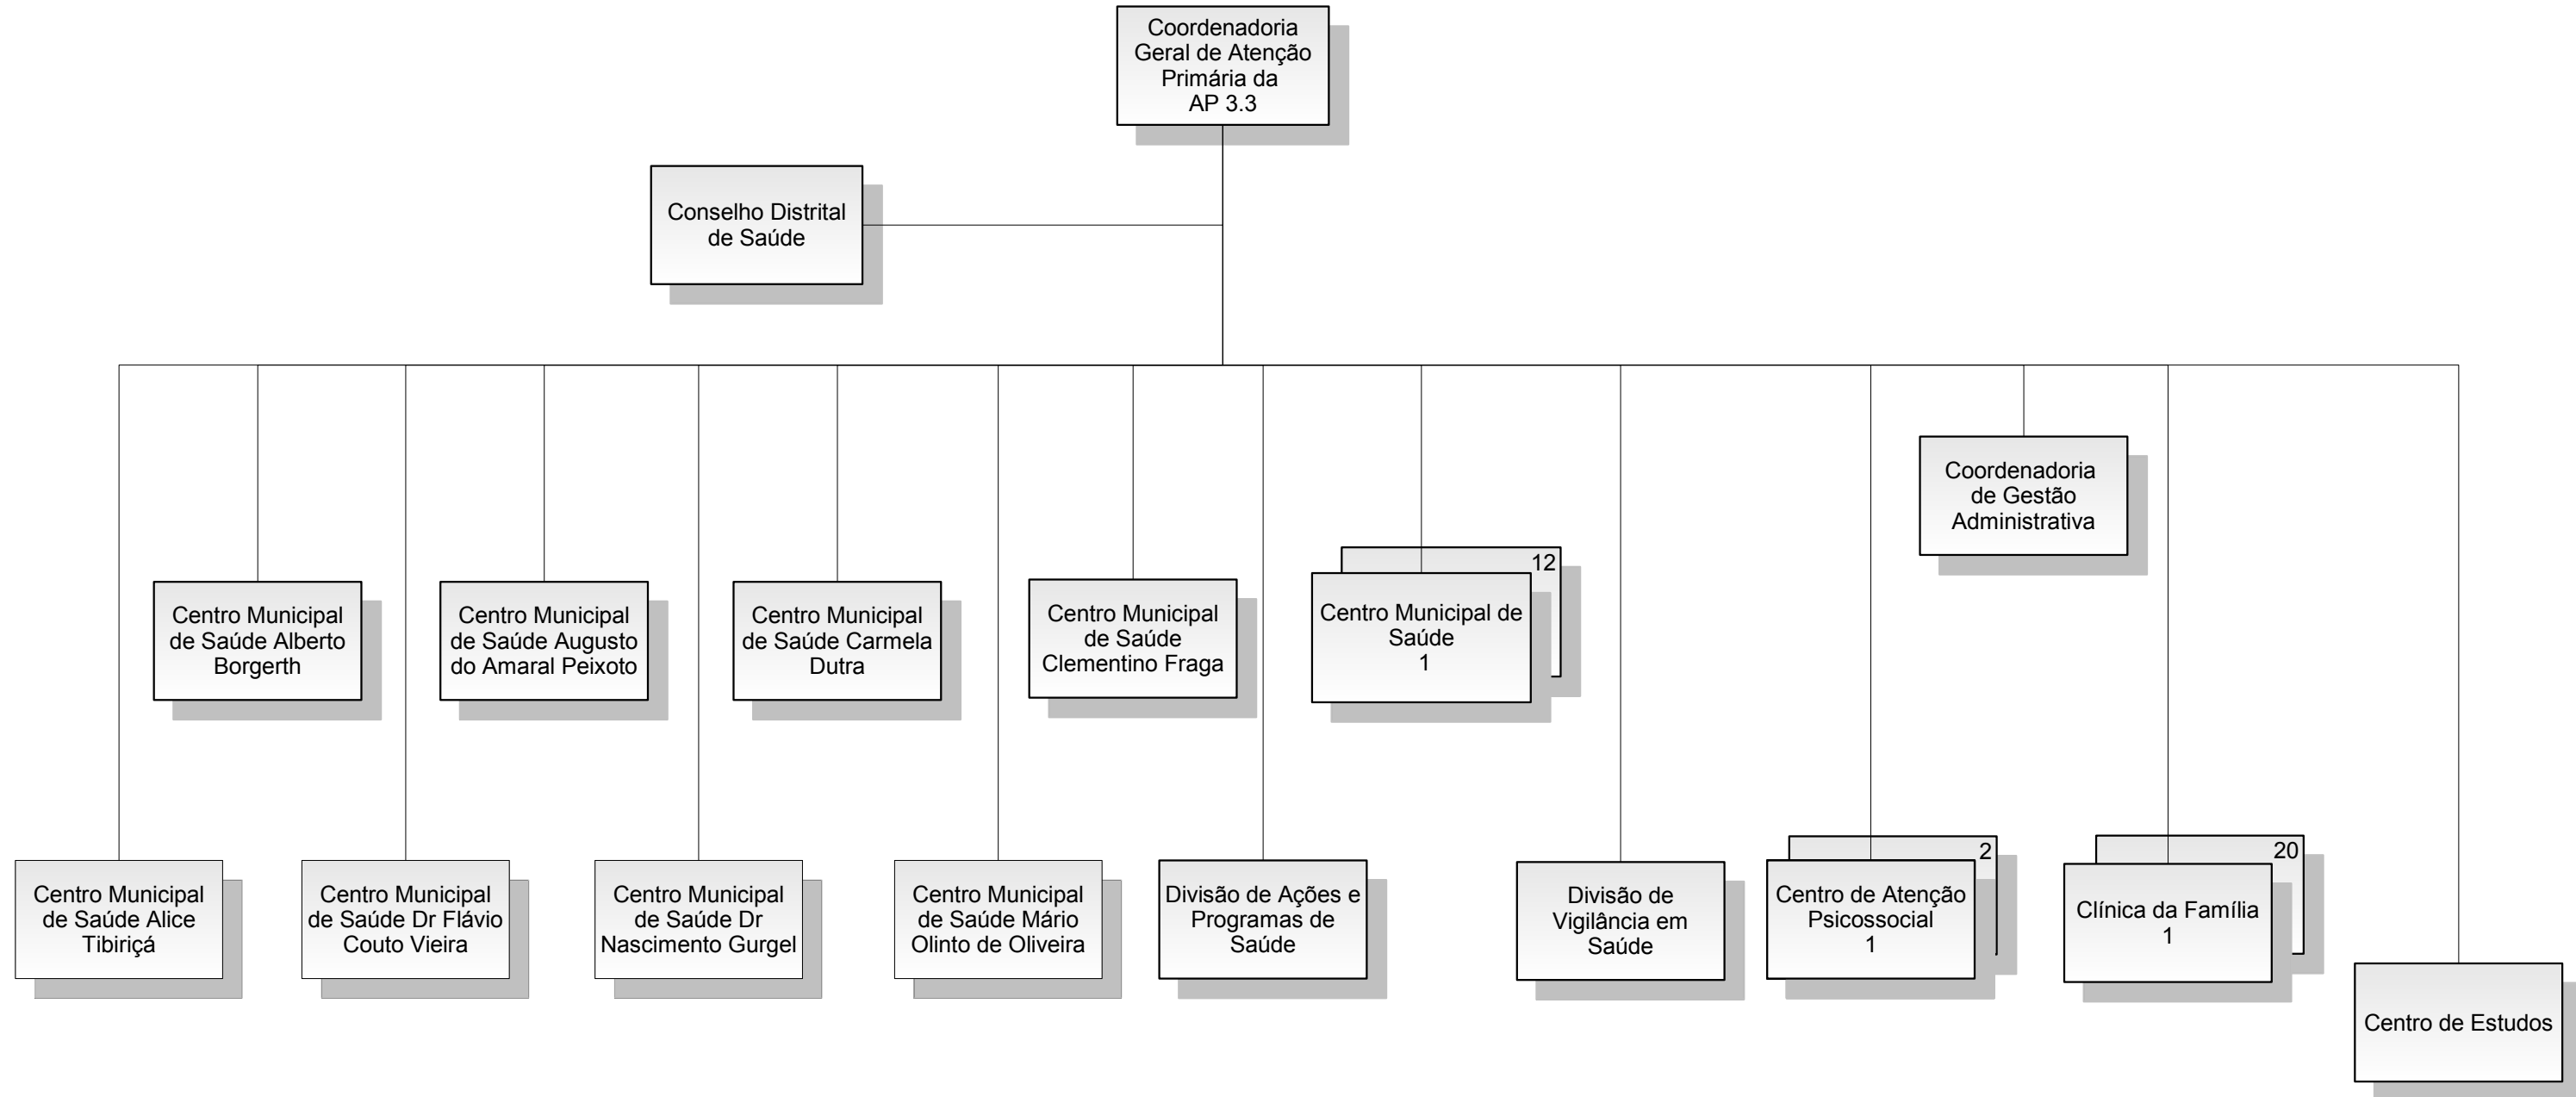 Coordenadoria
Geral de Atenção
Primária da
AP 3.3
Conselho Distrital
de Saúde
Coordenadoria
de Gestão
Administrativa
Centro Municipal
de Saúde Alberto
Borgerth
Centro Municipal
de Saúde Augusto
do Amaral Peixoto
Centro Municipal
de Saúde Carmela
Dutra
Centro Municipal
de Saúde
Clementino Fraga
12
Centro Municipal de
Saúde
1
Centro Municipal
de Saúde Alice
Tibiriçá
Centro Municipal
de Saúde Dr Flávio
Couto Vieira
Centro Municipal
de Saúde Dr
Nascimento Gurgel
Centro Municipal
de Saúde Mário
Olinto de Oliveira
Divisão de Ações e
Programas de
Saúde
Divisão de
Vigilância em
Saúde
2
Centro de Atenção
Psicossocial
1
20
Clínica da Família
1
Centro de Estudos